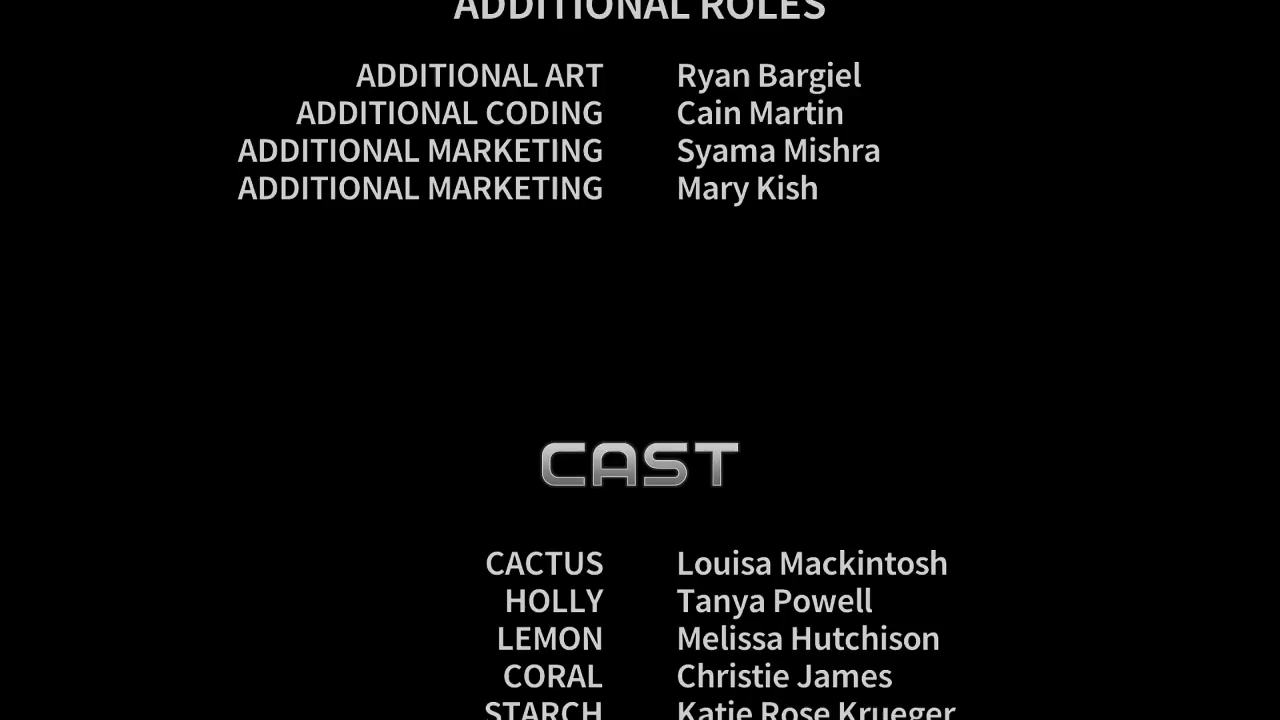 ADDITIONAL ROLES
ADDITIONAL ART Ryan Bargiel
ADDITIONAL CODING Cain Martin
ADDITIONAL MARKETING Syama Mishra
ADDITIONAL MARKETING Mary Kish
CAST
CACTUS Louisa Mackintosh
HOLLY Tanya Powell
LEMON Melissa Hutchison
CORAL Christie James
STARCH Katie Rose Krueger